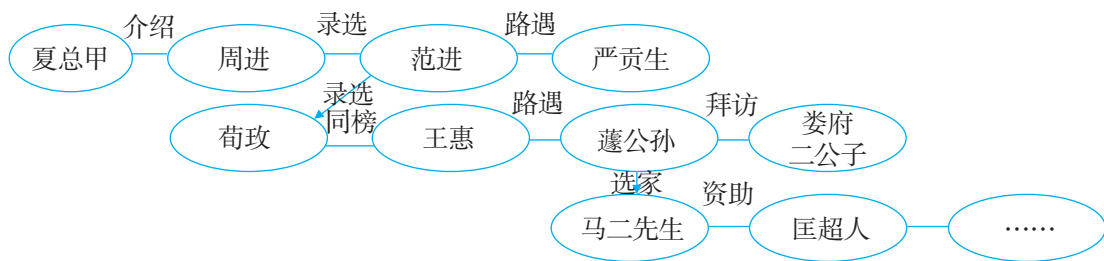 夏总甲 介绍 周进 录选 范进 路遇 严贡生
荀玫 录选
同榜 王惠 路遇 蘧公孙 拜访 娄府
二公子
选家
马二先生 资助 匡超人 ……